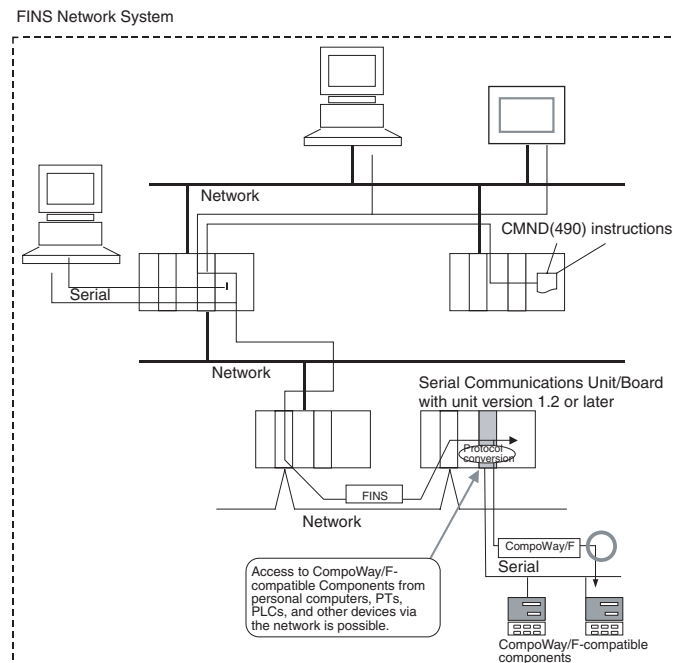 FINS Network System
Network
CMND(490) instructions
Serial
Network
Serial Communications Unit/Board
with unit version 1.2 or later
Protocol
conversion
FINS
Network
CompoWay/F
Serial
Access to CompoWay/F-
compatible Components from
personal computers, PTs,
PLCs, and other devices via
the network is possible.
CompoWay/F-compatible
components